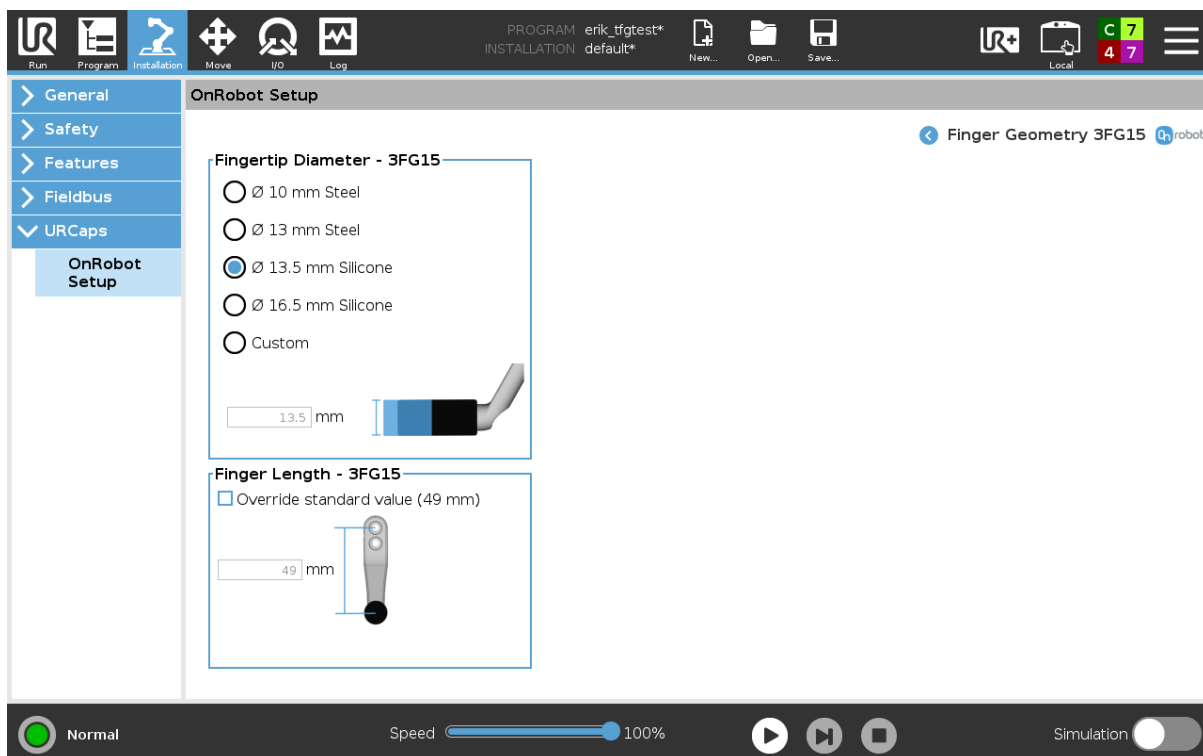 UR
PROGRAM erik_tfgtest*
INSTALLATION default*
Run
Program
Installation
Move
I/O
Log
New...
Open...
Save...
UR+
Local
C 7
4 7
General
Safety
Features
Fieldbus
URCaps
OnRobot
Setup
OnRobot Setup
Finger Geometry 3FG15
On robot
Fingertip Diameter - 3FG15
Ø 10 mm Steel
Ø 13 mm Steel
Ø 13.5 mm Silicone
Ø 16.5 mm Silicone
Custom
13.5 mm
Finger Length - 3FG15
Override standard value (49 mm)
49 mm
Normal
Speed
100%
Simulation